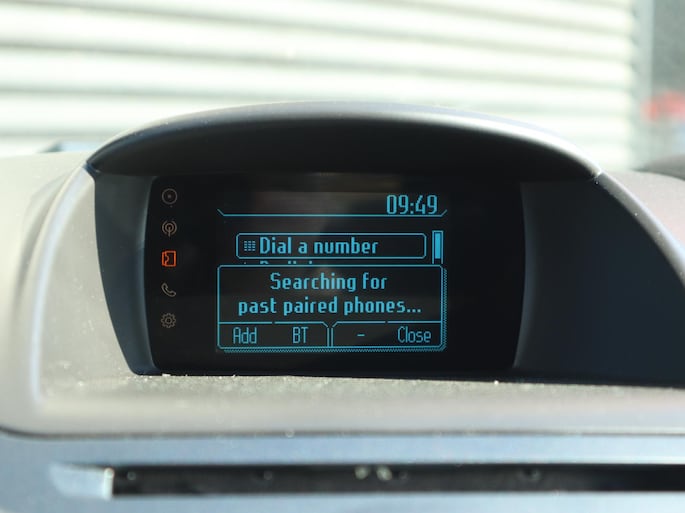 09:49
Dial a number
Searching for
past paired phones...
Add BT - Close